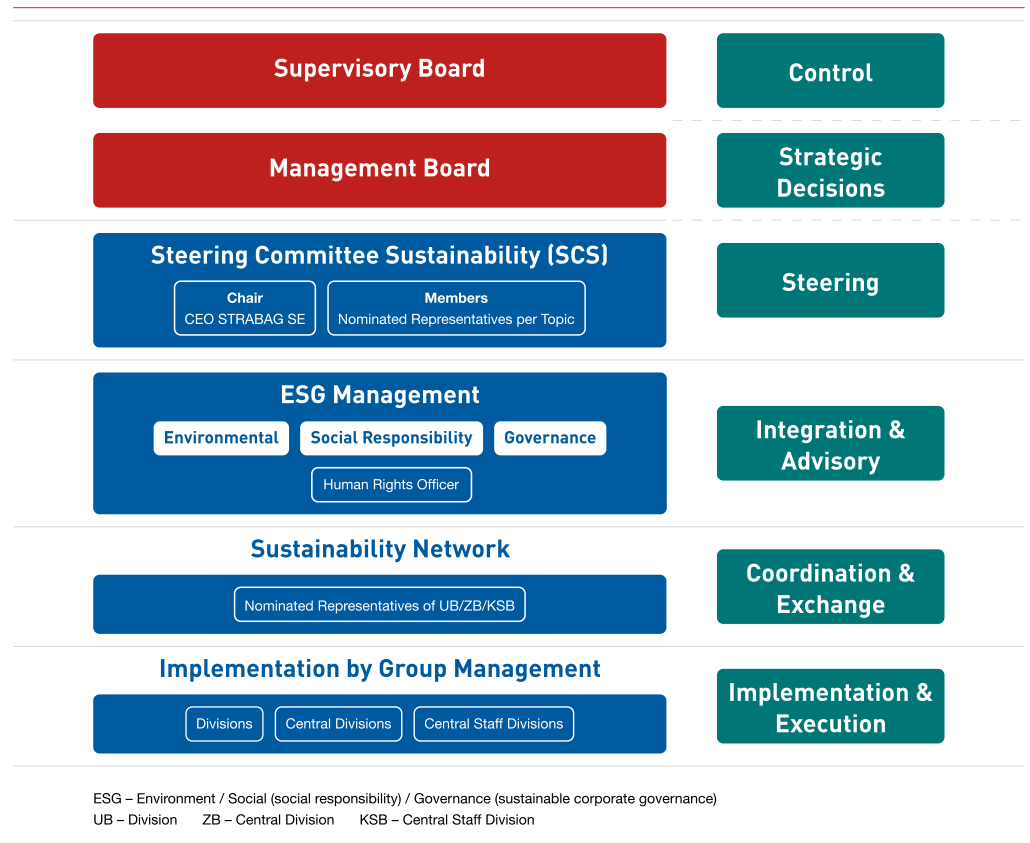 Supervisory Board
Control
Management Board
Strategic
Decisions
Steering Committee Sustainability (SCS)
Chair
CEO STRABAG SE
Members
Nominated Representatives per Topic
Steering
ESG Management
Environmental
Social Responsibility
Governance
Human Rights Officer
Integration &
Advisory
Sustainability Network
Nominated Representatives of UB/ZB/KSB
Coordination &
Exchange
Implementation by Group Management
Divisions
Central Divisions
Central Staff Divisions
Implementation &
Execution
ESG – Environment / Social (social responsibility) / Governance (sustainable corporate governance)
UB – Division ZB – Central Division KSB – Central Staff Division